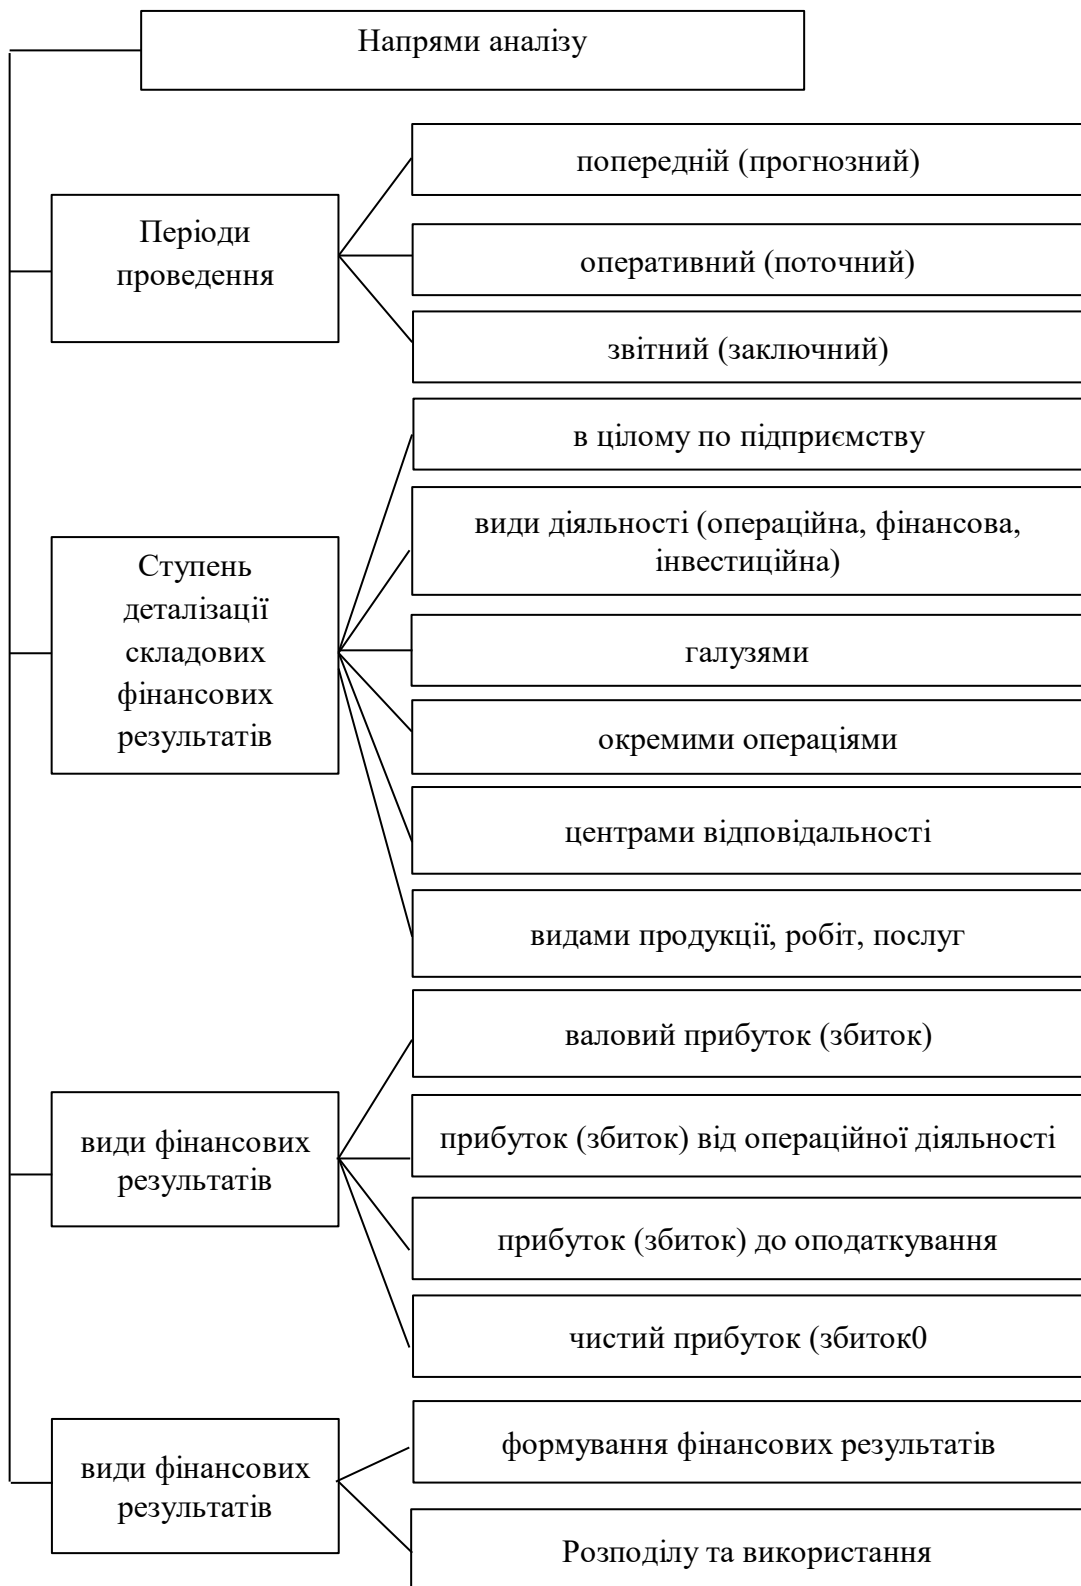 Напрями аналізу
попередній (прогнозний)
Періоди
проведення
оперативний (поточний)
звітний (заключний)
в цілому по підприємству
види діяльності (операційна, фінансова,
інвестиційна)
Ступень
деталізації
складових
фінансових
результатів
галузями
окремими операціями
центрами відповідальності
видами продукції, робіт, послуг
валовий прибуток (збиток)
види фінансових
результатів
прибуток (збиток) від операційної діяльності
прибуток (збиток) до оподаткування
чистий прибуток (збиток0
види фінансових
результатів
формування фінансових результатів
Розподілу та використання